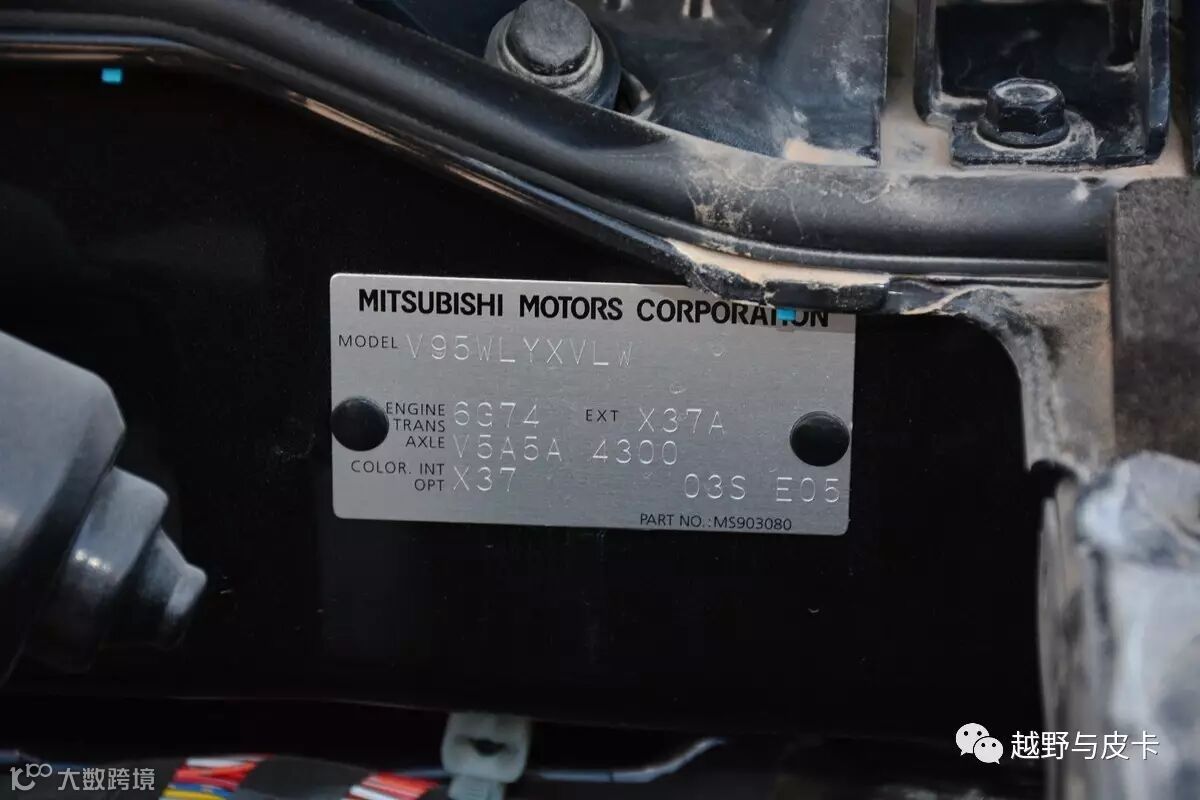 MITSUBISHI MOTORS CORPORATION
MODEL V95WLYXVLW
ENGINE 6G74 EXT X37A
TRANS
AXLE V5A5A 4300
COLOR. INT X37 03S E05
OPT
PART NO.: MS903080
越野与皮卡
大数跨境